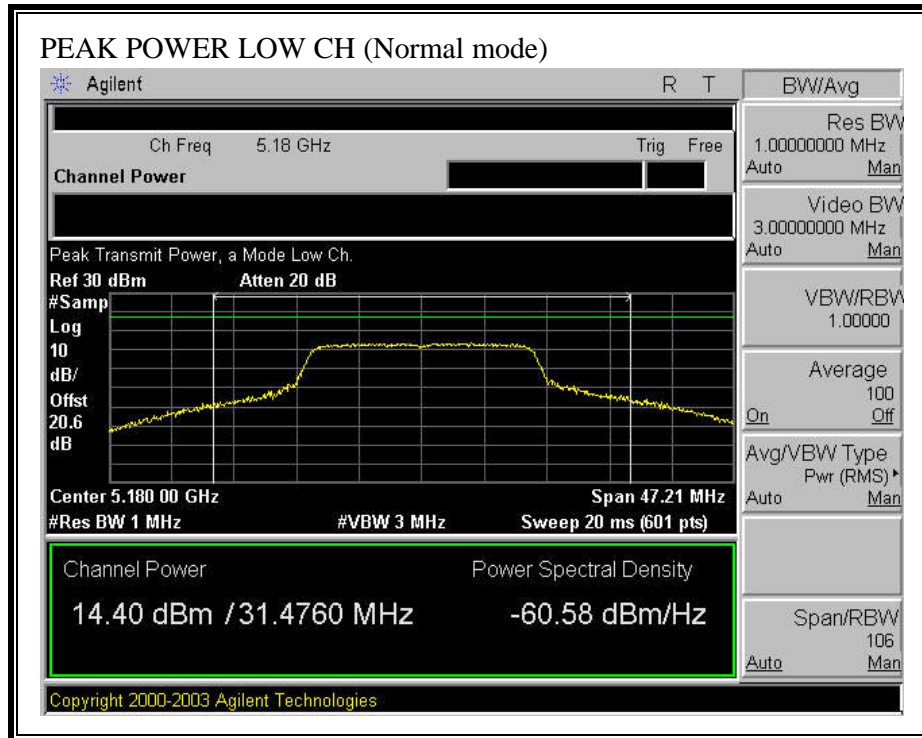 PEAK POWER LOW CH (Normal mode)
Agilent R T
BW/Avg
Ch Freq 5.18 GHz Trig Free
Channel Power
Res BW
1.00000000 MHz
Auto Man
Video BW
3.00000000 MHz
Auto Man
VBW/RBW
1.00000
Average
100
On Off
Avg/VBW Type
Pwr (RMS)
Auto Man
Span/RBW
106
Auto Man
Peak Transmit Power, a Mode Low Ch.
Ref 30 dBm Atten 20 dB
#Samp
Log
10
dB/
Offst
20.6
dB
Center 5.180 00 GHz Span 47.21 MHz
#Res BW 1 MHz #VBW 3 MHz Sweep 20 ms (601 pts)
Channel Power Power Spectral Density
14.40 dBm / 31.4760 MHz -60.58 dBm/Hz
Copyright 2000-2003 Agilent Technologies